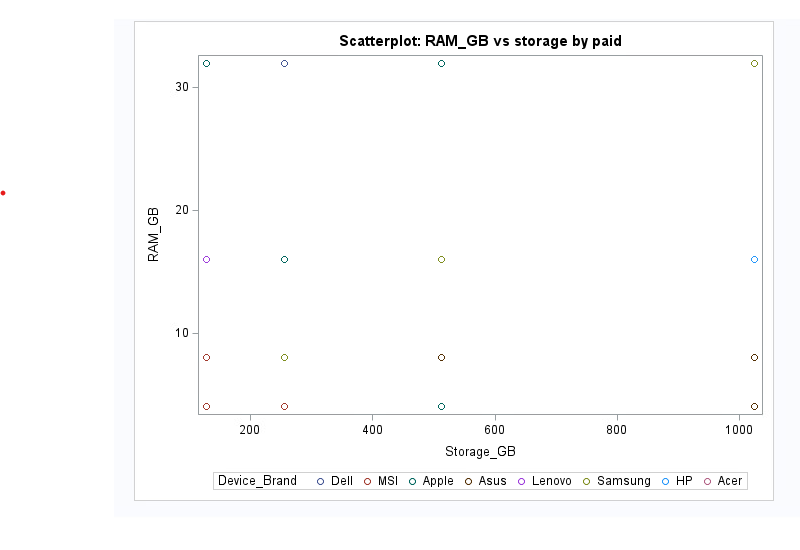 Scatterplot: RAM_GB vs storage by paid
30
20
10
RAM_GB
200 400 600 800 1000
Storage_GB
Device_Brand Dell MSI Apple Asus Lenovo Samsung HP Acer